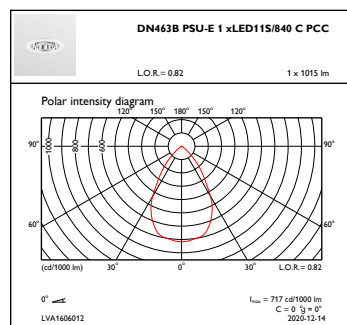 DN463B PSU-E 1 xLED11S/840 C PCC
L.O.R.= 0.82 1 x 1015 lm
Polar intensity diagram
120° 150° 180° 150° 120°
90° 1000 800 600 90°
60° 60°
(cd/1000 lm) 30° 0° 30° L.O.R.= 0.82
0° Imax = 717 cd/1000 lm
C = 0 °g = 0°
LVA1606012 2020-12-14